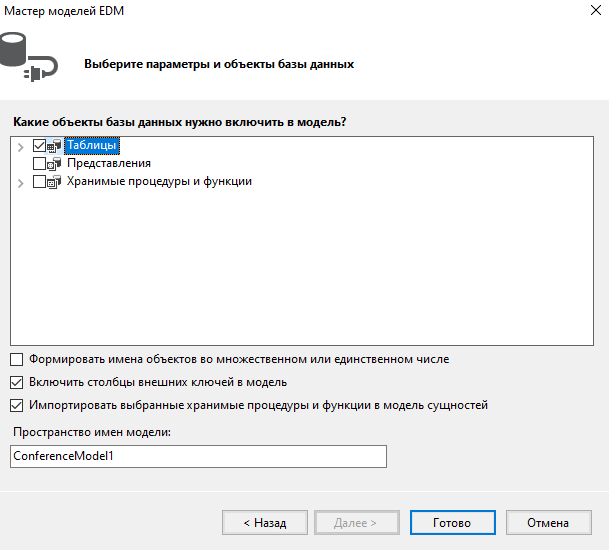 Мастер моделей EDM
Выберите параметры и объекты базы данных
Какие объекты базы данных нужно включить в модель?
Таблицы
Представления
Хранимые процедуры и функции
Формировать имена объектов во множественном или единственном числе
Включить столбцы внешних ключей в модель
Импортировать выбранные хранимые процедуры и функции в модель сущностей
Пространство имен модели:
ConferenceModel1
< Назад
Далее >
Готово
Отмена